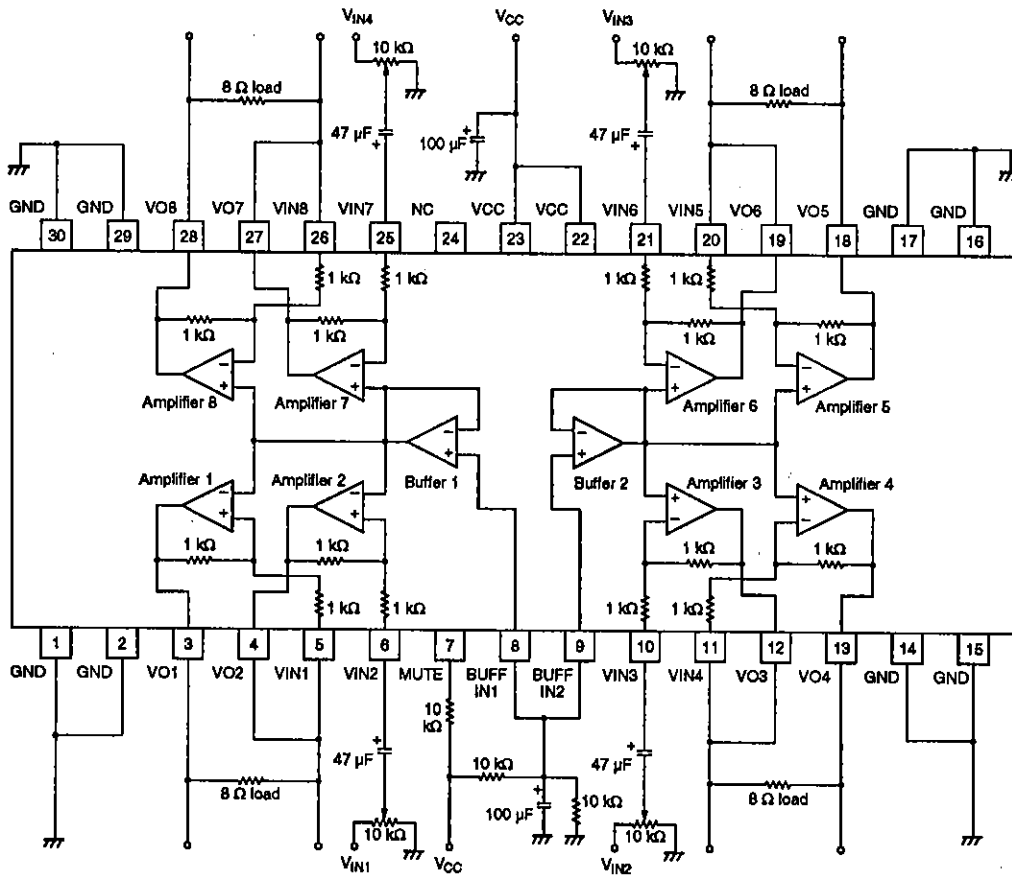 VIN4 VCC VIN3
10 kΩ 10 kΩ
8 Ω load 8 Ω load
47 µF + 100 µF + 47 µF +
GND GND VO8 VO7 VIN8 VIN7 NC VCC VCC VIN6 VIN5 VO6 VO5 GND GND
30 29 28 27 26 25 24 23 22 21 20 19 18 17 16
1 kΩ 1 kΩ 1 kΩ 1 kΩ
1 kΩ 1 kΩ 1 kΩ 1 kΩ
− + − + − + − +
Amplifier 8 Amplifier 7 Amplifier 6 Amplifier 5
− + − +
Amplifier 1 Amplifier 2 Buffer 1 Buffer 2 Amplifier 3 Amplifier 4
− + − + + − + −
1 kΩ 1 kΩ 1 kΩ 1 kΩ
1 kΩ 1 kΩ 1 kΩ 1 kΩ
1 2 3 4 5 6 7 8 9 10 11 12 13 14 15
GND GND VO1 VO2 VIN1 VIN2 MUTE BUFF IN1 BUFF IN2 VIN3 VIN4 VO3 VO4 GND GND
10 kΩ
47 µF + 10 kΩ 47 µF +
8 Ω load 100 µF + 10 kΩ 8 Ω load
10 kΩ 10 kΩ
VIN1 VCC VIN2